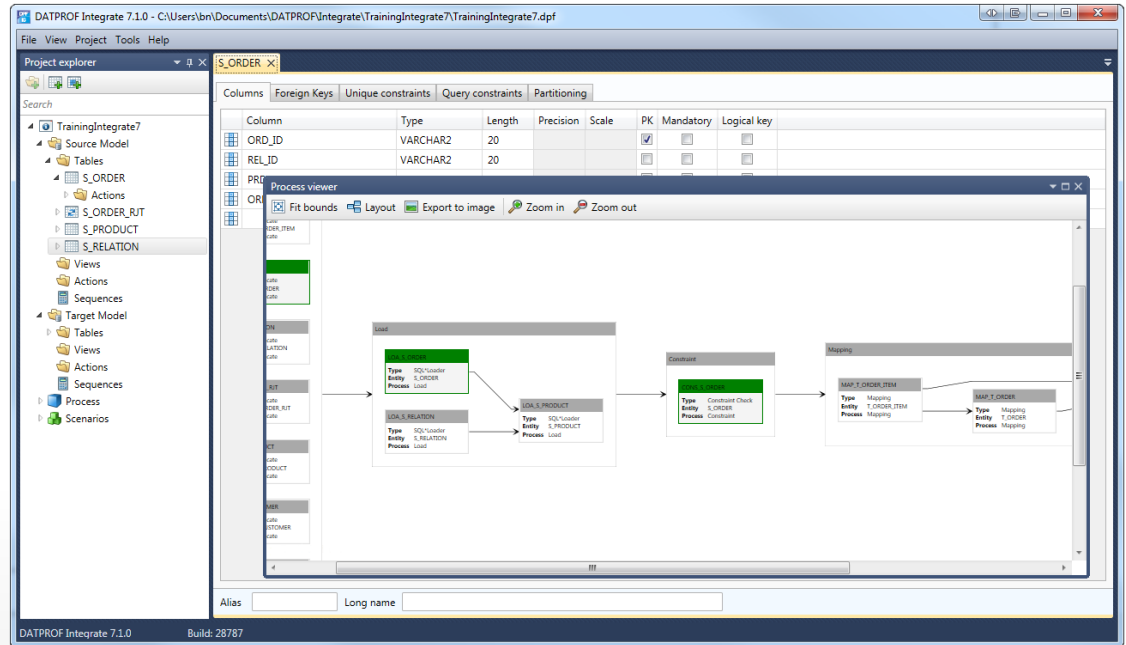 DATPROF Integrate 7.1.0 - C:\Users\bn\Documents\DATPROF\Integrate\TrainingIntegrate7\TrainingIntegrate7.dpf
File View Project Tools Help
Project explorer
Search
TrainingIntegrate7
Source Model
Tables
S_ORDER
Actions
S_ORDER_RJT
S_PRODUCT
S_RELATION
Views
Actions
Sequences
Target Model
Tables
Views
Actions
Sequences
Process
Scenarios
S_ORDER
Columns Foreign Keys Unique constraints Query constraints Partitioning
Column Type Length Precision Scale PK Mandatory Logical key
ORD_ID VARCHAR2 20
REL_ID VARCHAR2 20
Process viewer
Fit bounds Layout Export to image Zoom in Zoom out
Load
LOA_S_ORDER
Type SQL*Loader
Entity S_ORDER
Process Load
LOA_S_RELATION
Type SQL*Loader
Entity S_RELATION
Process Load
LOA_S_PRODUCT
Type SQL*Loader
Entity S_PRODUCT
Process Load
Constraint
CONS_S_ORDER
Type Constraint Check
Entity S_ORDER
Process Constraint
Mapping
MAP_T_ORDER_ITEM
Type Mapping
Entity T_ORDER_ITEM
Process Mapping
MAP_T_ORDER
Type Mapping
Entity T_ORDER
Process Mapping
Alias Long name
DATPROF Integrate 7.1.0 Build: 28787